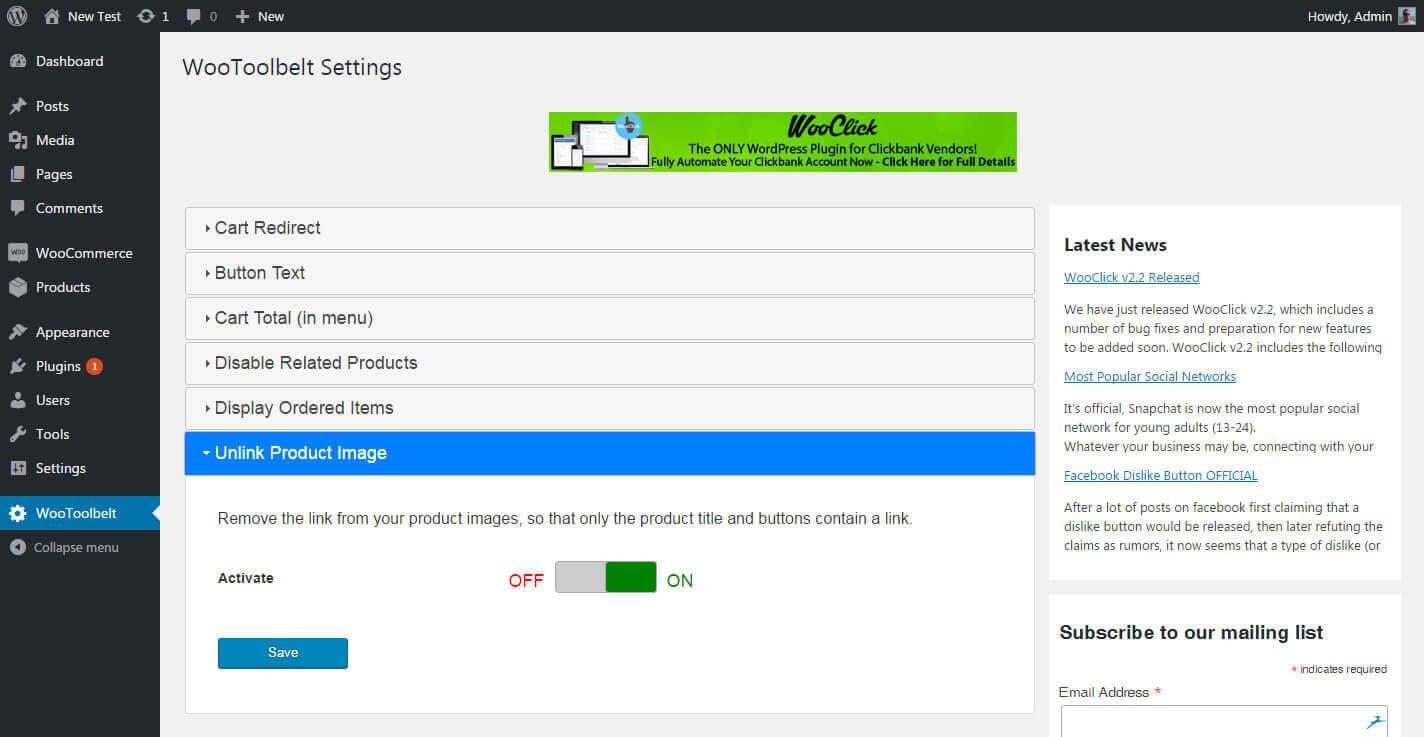 New Test 1 0 New Howdy, Admin
Dashboard
Posts
Media
Pages
Comments
WooCommerce
Products
Appearance
Plugins 1
Users
Tools
Settings
WooToolbelt
Collapse menu
WooToolbelt Settings
WooClick
The ONLY WordPress Plugin for Clickbank Vendors!
Fully Automate Your Clickbank Account Now - Click Here for Full Details
Cart Redirect
Button Text
Cart Total (in menu)
Disable Related Products
Display Ordered Items
Unlink Product Image
Remove the link from your product images, so that only the product title and buttons contain a link.
Activate OFF ON
Save
Latest News
WooClick v2.2 Released
We have just released WooClick v2.2, which includes a
number of bug fixes and preparation for new features
to be added soon. WooClick v2.2 includes the following
Most Popular Social Networks
It's official, Snapchat is now the most popular social
network for young adults (13-24).
Whatever your business may be, connecting with your
Facebook Dislike Button OFFICIAL
After a lot of posts on facebook first claiming that a
dislike button would be released, then later refuting the
claims as rumors, it now seems that a type of dislike (or
Subscribe to our mailing list
* indicates required
Email Address *